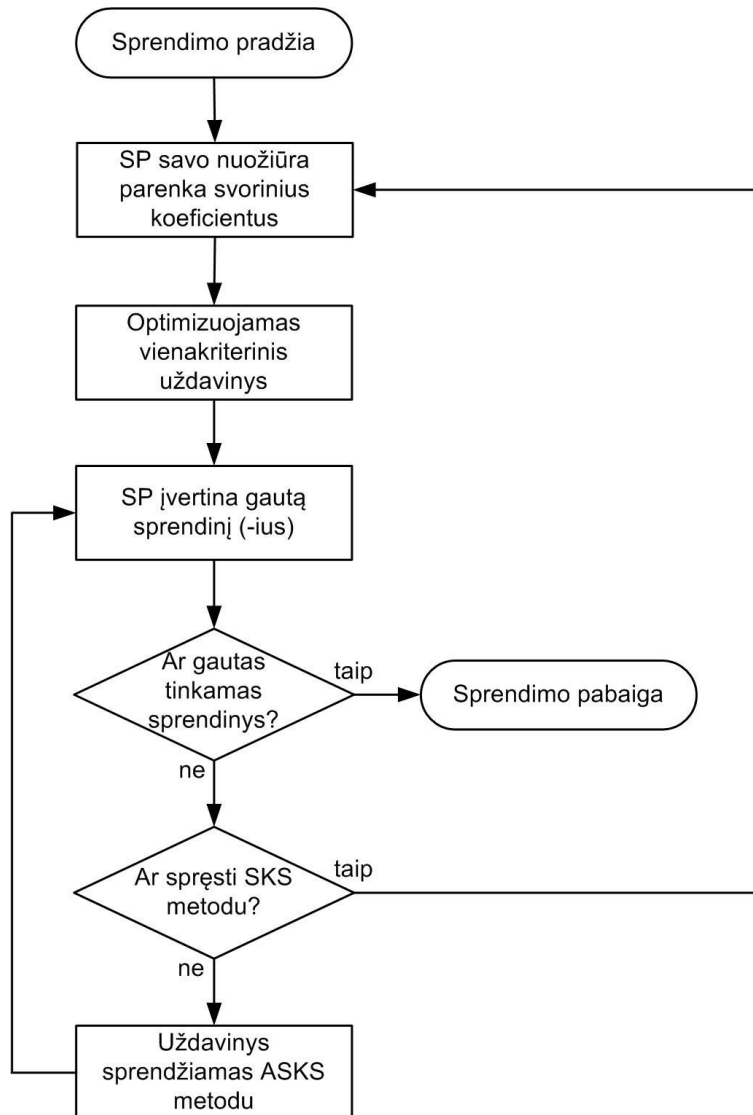 Sprendimo pradžia
SP savo nuožiūra
parenka svorinius
koeficientus
Optimizuojamas
vienakriterinis
uždavinys
SP įvertina gautą
sprendinį (-ius)
Ar gautas
tinkamas
sprendinys?
taip
Sprendimo pabaiga
ne
Ar spręsti SKS
metodu?
taip
ne
Uždavinys
sprendžiamas ASKS
metodu